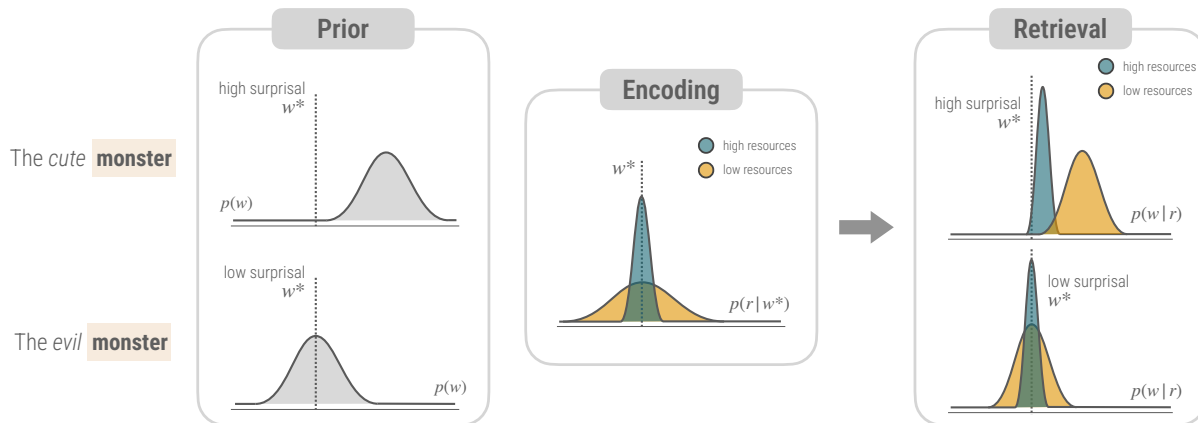 Prior
high surprisal
w*
p(w)
low surprisal
w*
p(w)
The cute monster
The evil monster
Encoding
high resources
low resources
w*
p(r|w*)
Retrieval
high resources
low resources
high surprisal
w*
p(w|r)
low surprisal
w*
p(w|r)